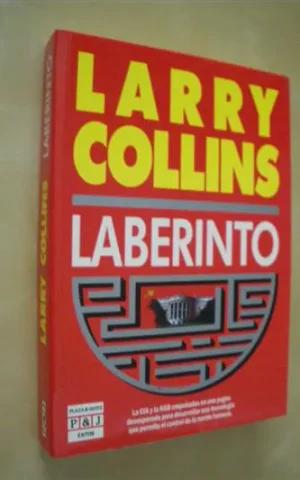 LARRY
COLLINS
LABERINTO
La CIA y la KGB empeñadas en una pugna
desesperada para desarrollar una tecnología
que permita el control de la mente humana.
PLAZA & JANES
P & J
EXITOS
LARRY COLLINS
LABERINTO